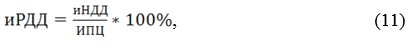 иРДД = иНДД/ИПЦ * 100%, (11)